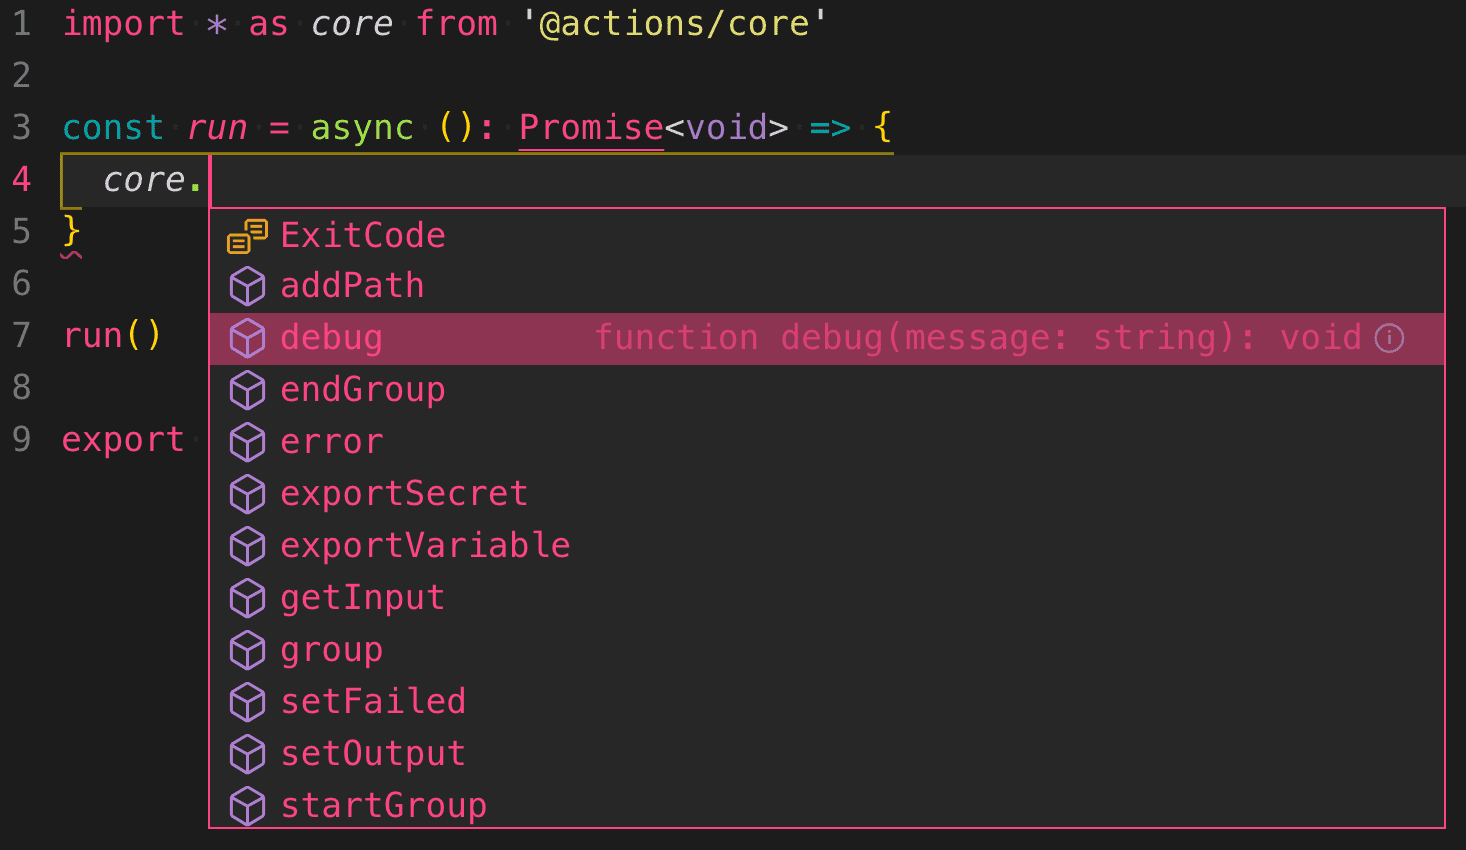 1 import * as core from '@actions/core'
2
3 const run = async (): Promise<void> => {
4 core.
5 }
6
7 run()
8
9 export
ExitCode
addPath
debug function debug(message: string): void
endGroup
error
exportSecret
exportVariable
getInput
group
setFailed
setOutput
startGroup